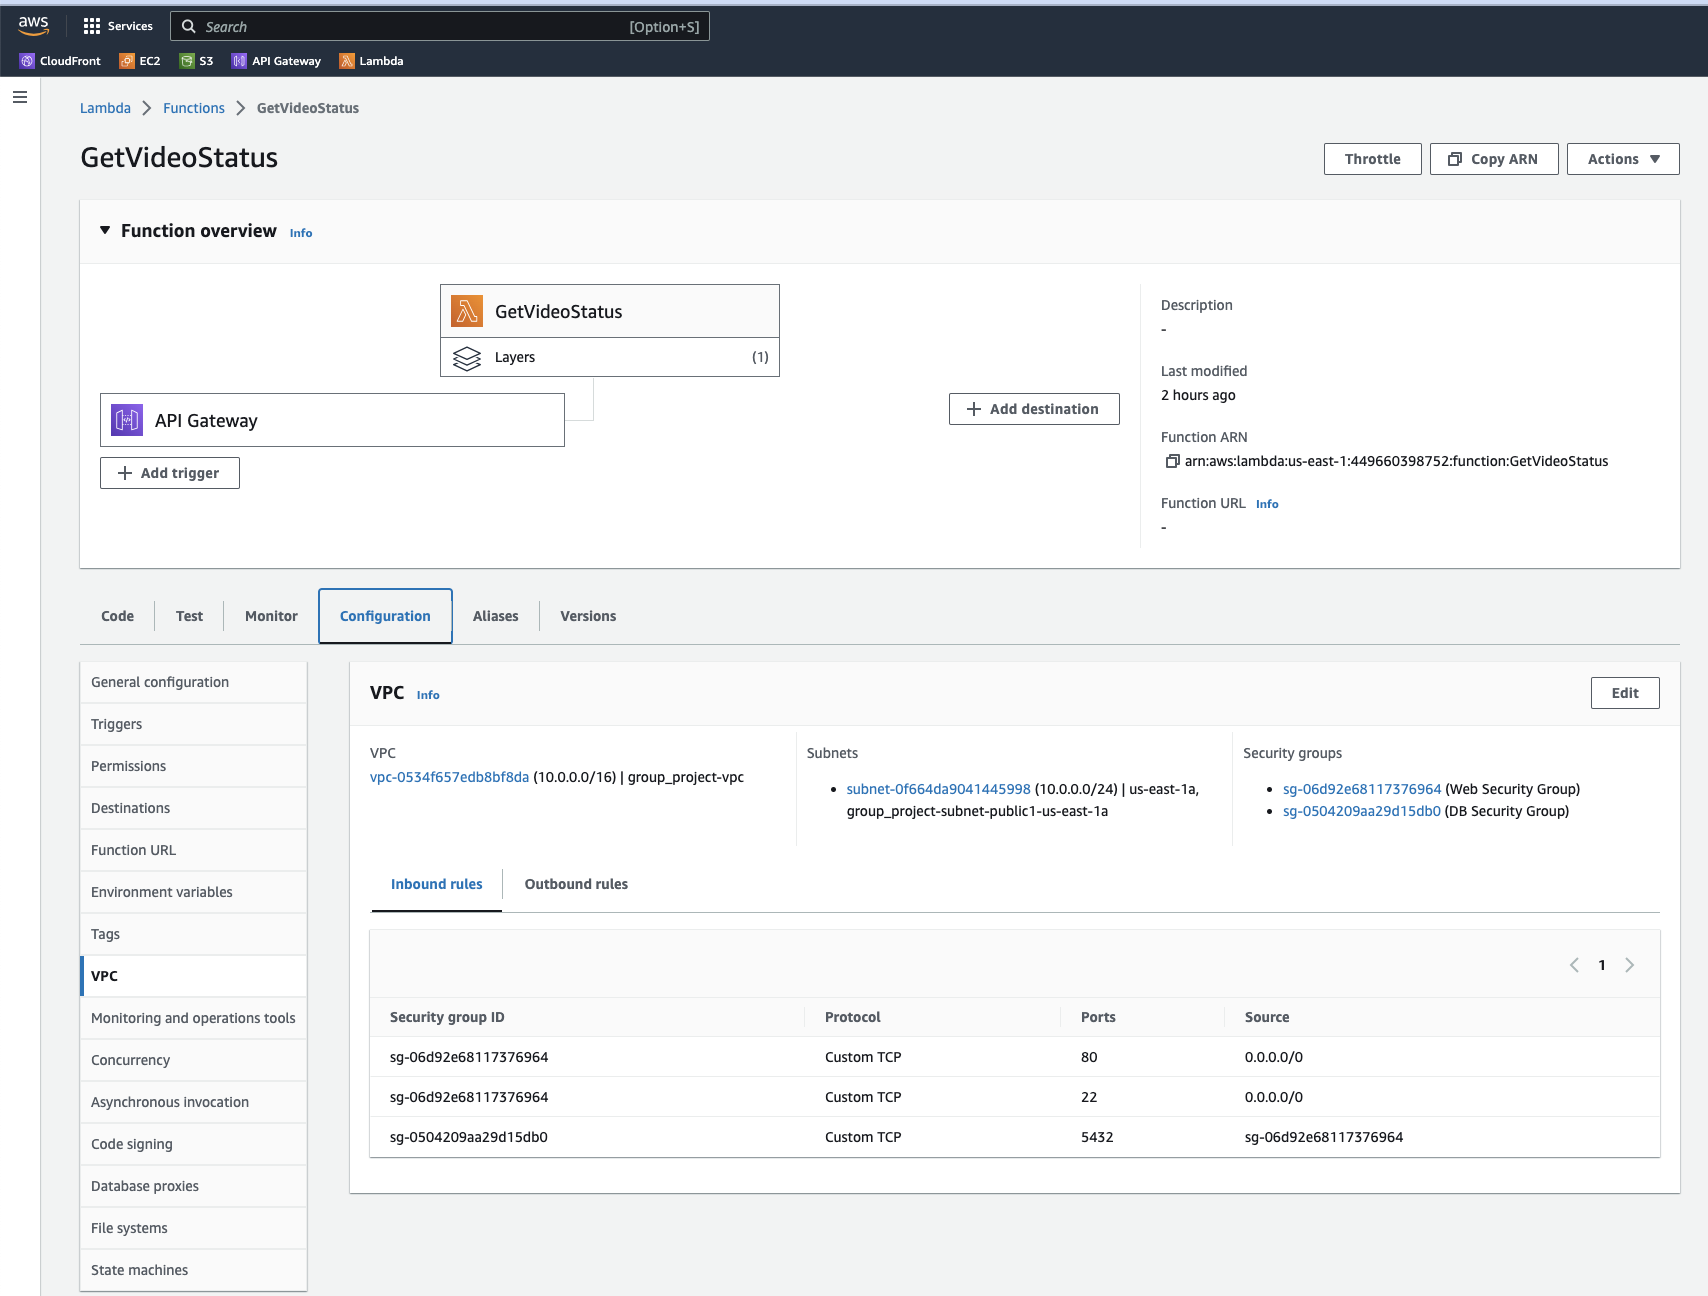 aws
Services
Search
[Option+S]
CloudFront
EC2
S3
API Gateway
Lambda
Lambda
Functions
GetVideoStatus
GetVideoStatus
Throttle
Copy ARN
Actions
Function overview
Info
GetVideoStatus
Layers
(1)
API Gateway
Add trigger
Add destination
Description
-
Last modified
2 hours ago
Function ARN
arn:aws:lambda:us-east-1:449660398752:function:GetVideoStatus
Function URL Info
-
Code
Test
Monitor
Configuration
Aliases
Versions
General configuration
Triggers
Permissions
Destinations
Function URL
Environment variables
Tags
VPC
Monitoring and operations tools
Concurrency
Asynchronous invocation
Code signing
Database proxies
File systems
State machines
VPC Info
Edit
VPC
vpc-0534f657edb8bf8da (10.0.0.0/16) | group_project-vpc
Subnets
subnet-0f664da9041445998 (10.0.0.0/24) | us-east-1a,
group_project-subnet-public1-us-east-1a
Security groups
sg-06d92e68117376964 (Web Security Group)
sg-0504209aa29d15db0 (DB Security Group)
Inbound rules
Outbound rules
1
Security group ID Protocol Ports Source
sg-06d92e68117376964 Custom TCP 80 0.0.0.0/0
sg-06d92e68117376964 Custom TCP 22 0.0.0.0/0
sg-0504209aa29d15db0 Custom TCP 5432 sg-06d92e68117376964